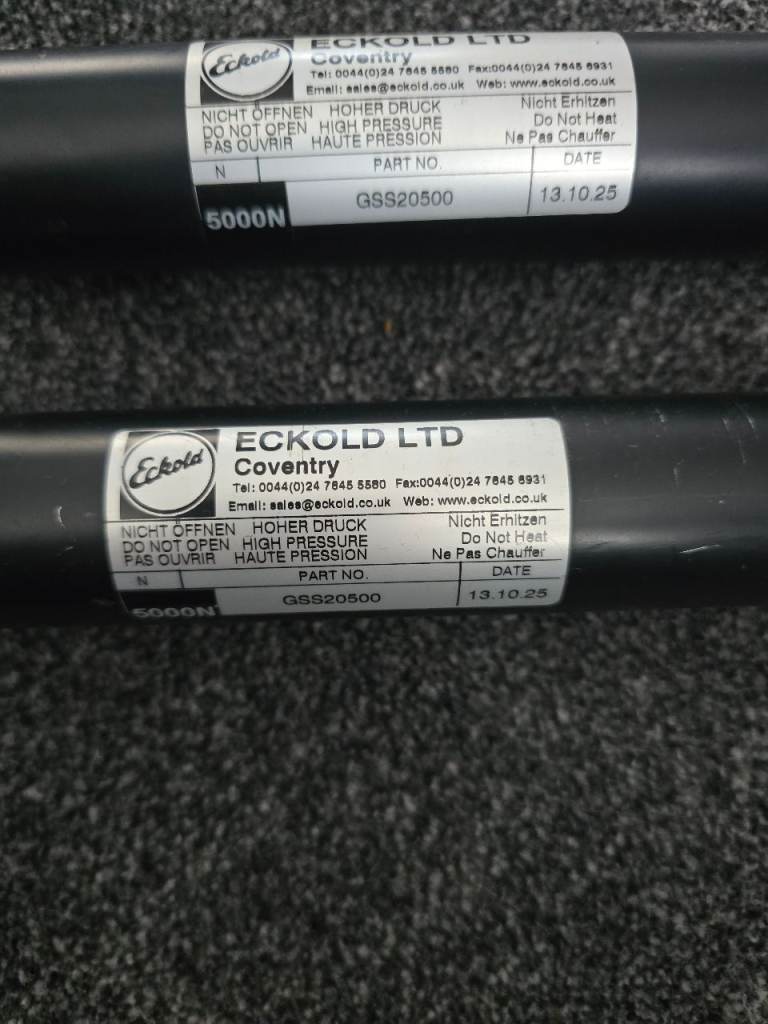 Eckold
ECKOLD LTD
Coventry
Tel: 0044(0)24 7645 5580 Fax:0044(0)24 7645 6931
Email: sales@eckold.co.uk Web: www.eckold.co.uk
NICHT ÖFFNEN HOHER DRUCK Nicht Erhitzen
DO NOT OPEN HIGH PRESSURE Do Not Heat
PAS OUVRIR HAUTE PRESSION Ne Pas Chauffer
N PART NO. DATE
5000N GSS20500 13.10.25
Eckold
ECKOLD LTD
Coventry
Tel: 0044(0)24 7645 5580 Fax:0044(0)24 7645 6931
Email: sales@eckold.co.uk Web: www.eckold.co.uk
NICHT ÖFFNEN HOHER DRUCK Nicht Erhitzen
DO NOT OPEN HIGH PRESSURE Do Not Heat
PAS OUVRIR HAUTE PRESSION Ne Pas Chauffer
N PART NO. DATE
5000N GSS20500 13.10.25